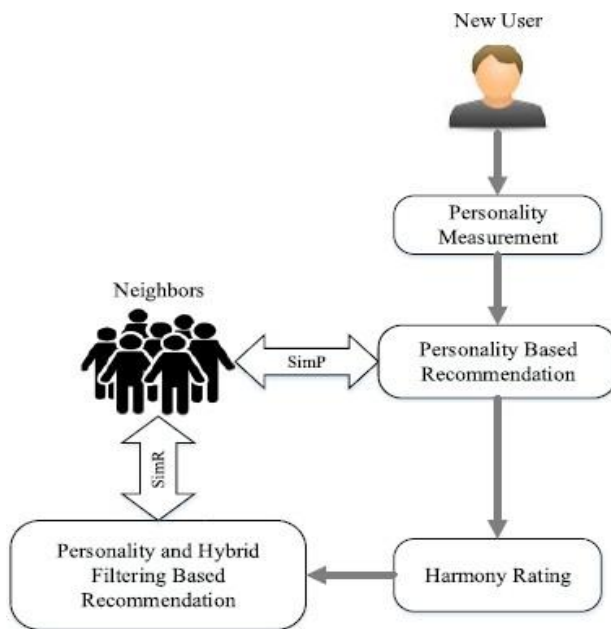 New User
Personality
Measurement
Neighbors
SimP
Personality Based
Recommendation
SimR
Personality and Hybrid
Filtering Based
Recommendation
Harmony Rating